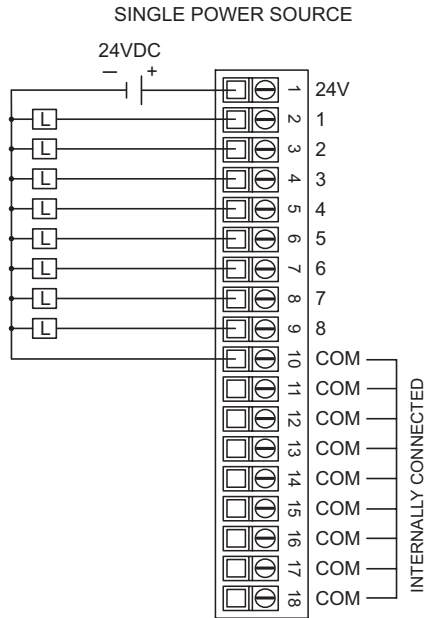 SINGLE POWER SOURCE
24VDC
— +
1 24V
L 2 1
L 3 2
L 4 3
L 5 4
L 6 5
L 7 6
L 8 7
L 9 8
10 COM
11 COM
12 COM
13 COM
14 COM
15 COM
16 COM
17 COM
18 COM
INTERNALLY CONNECTED